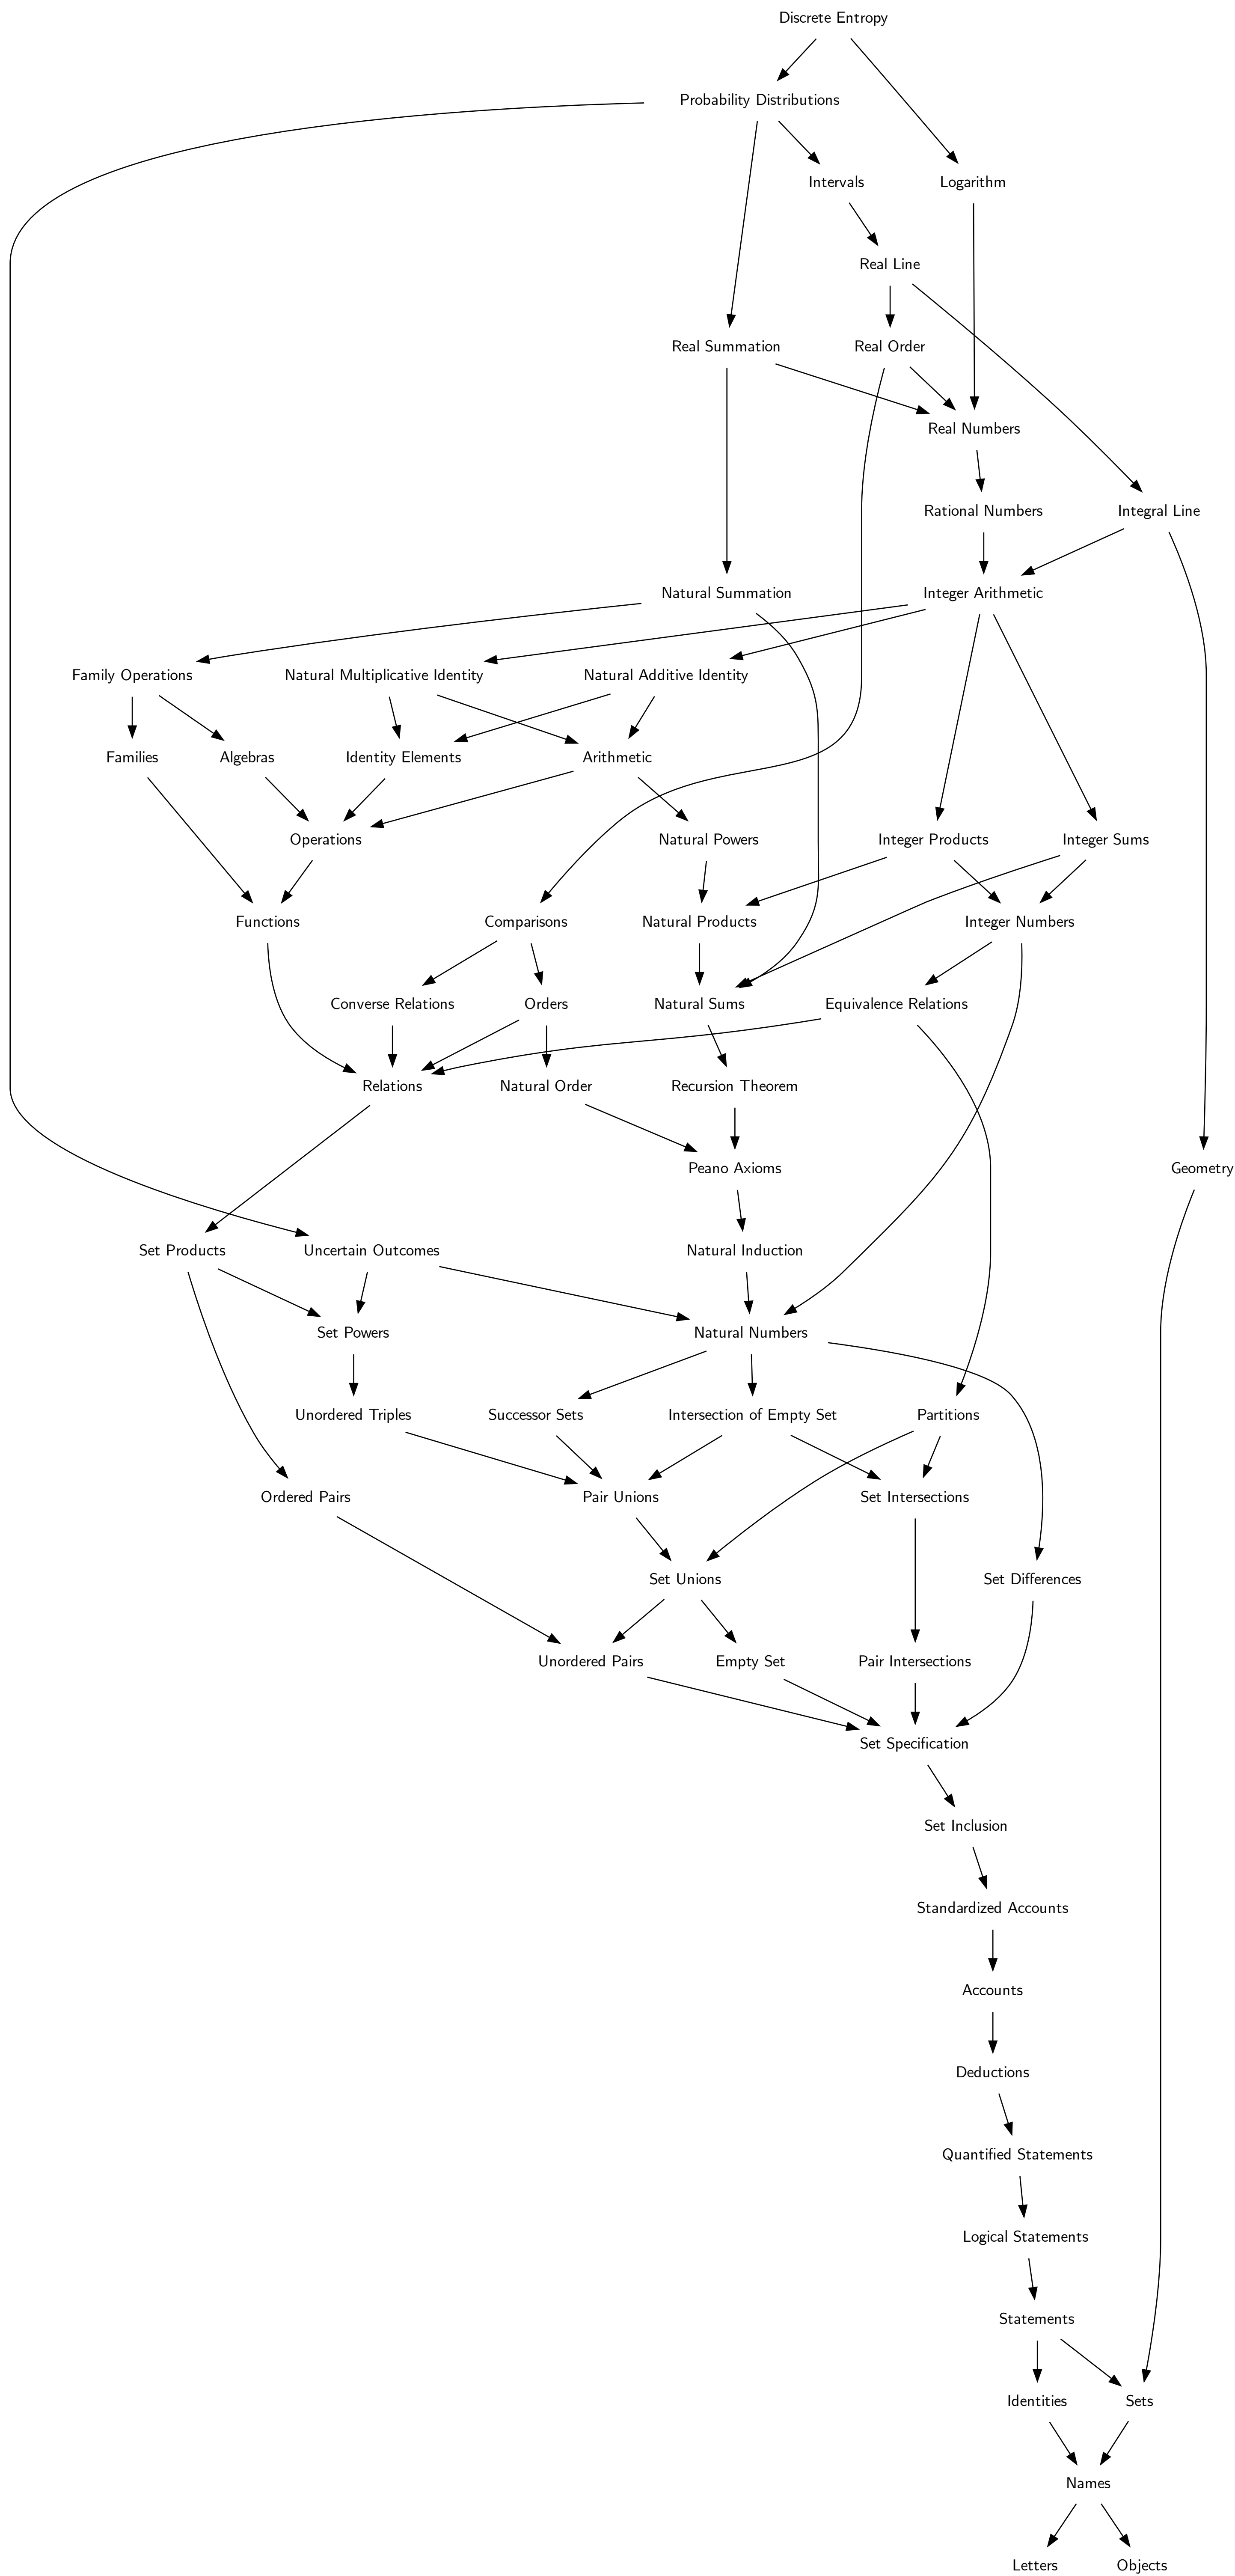 Discrete Entropy
Probability Distributions
Intervals
Logarithm
Real Line
Real Summation
Real Order
Real Numbers
Rational Numbers
Integral Line
Natural Summation
Integer Arithmetic
Family Operations
Natural Multiplicative Identity
Natural Additive Identity
Families
Algebras
Identity Elements
Arithmetic
Operations
Natural Powers
Integer Products
Integer Sums
Functions
Comparisons
Natural Products
Integer Numbers
Converse Relations
Orders
Natural Sums
Equivalence Relations
Relations
Natural Order
Recursion Theorem
Peano Axioms
Geometry
Set Products
Uncertain Outcomes
Natural Induction
Set Powers
Natural Numbers
Unordered Triples
Successor Sets
Intersection of Empty Set
Partitions
Ordered Pairs
Pair Unions
Set Intersections
Set Unions
Set Differences
Unordered Pairs
Empty Set
Pair Intersections
Set Specification
Set Inclusion
Standardized Accounts
Accounts
Deductions
Quantified Statements
Logical Statements
Statements
Identities
Sets
Names
Letters
Objects